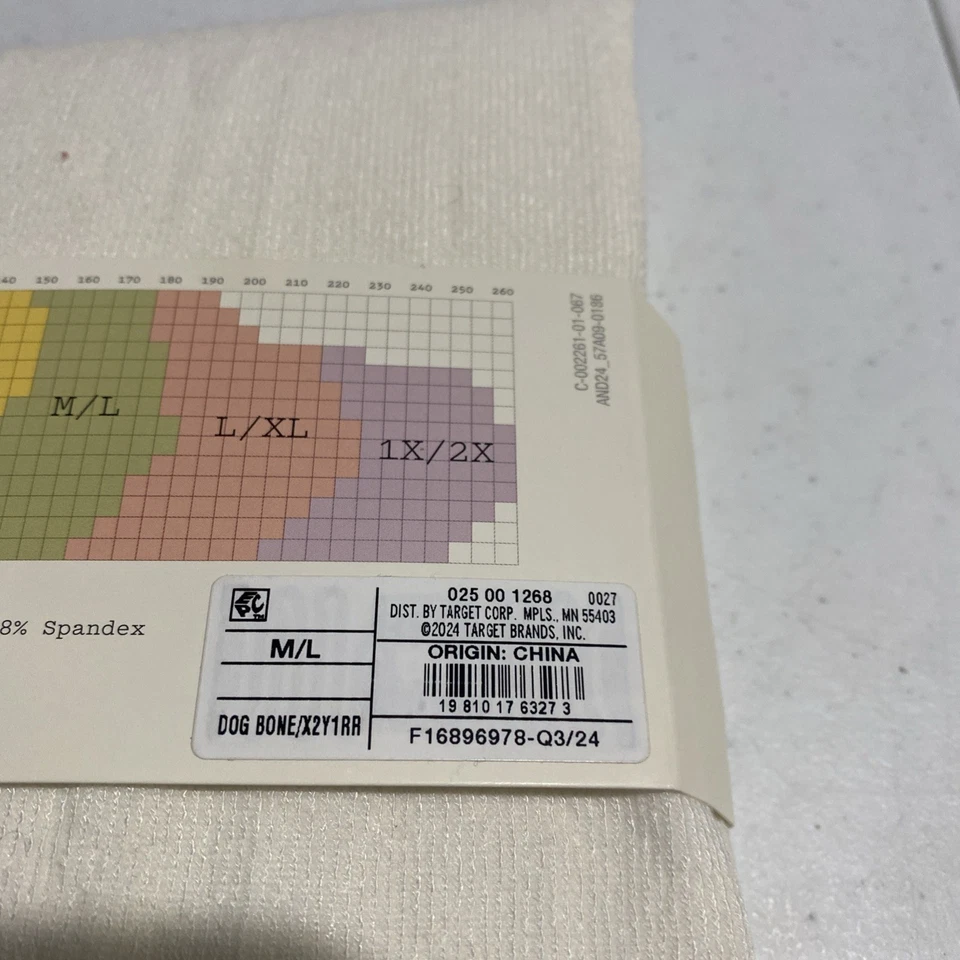 40 150 160 170 180 190 200 210 220 230 240 250 260
M/L
L/XL
1X/2X
C-002261-01-067
AND24_57A09-0186
8% Spandex
EPC™
M/L
DOG BONE/X2Y1RR
025 00 1268 0027
DIST. BY TARGET CORP. MPLS., MN 55403
©2024 TARGET BRANDS, INC.
ORIGIN: CHINA
19 810 17 6327 3
F16896978-Q3/24